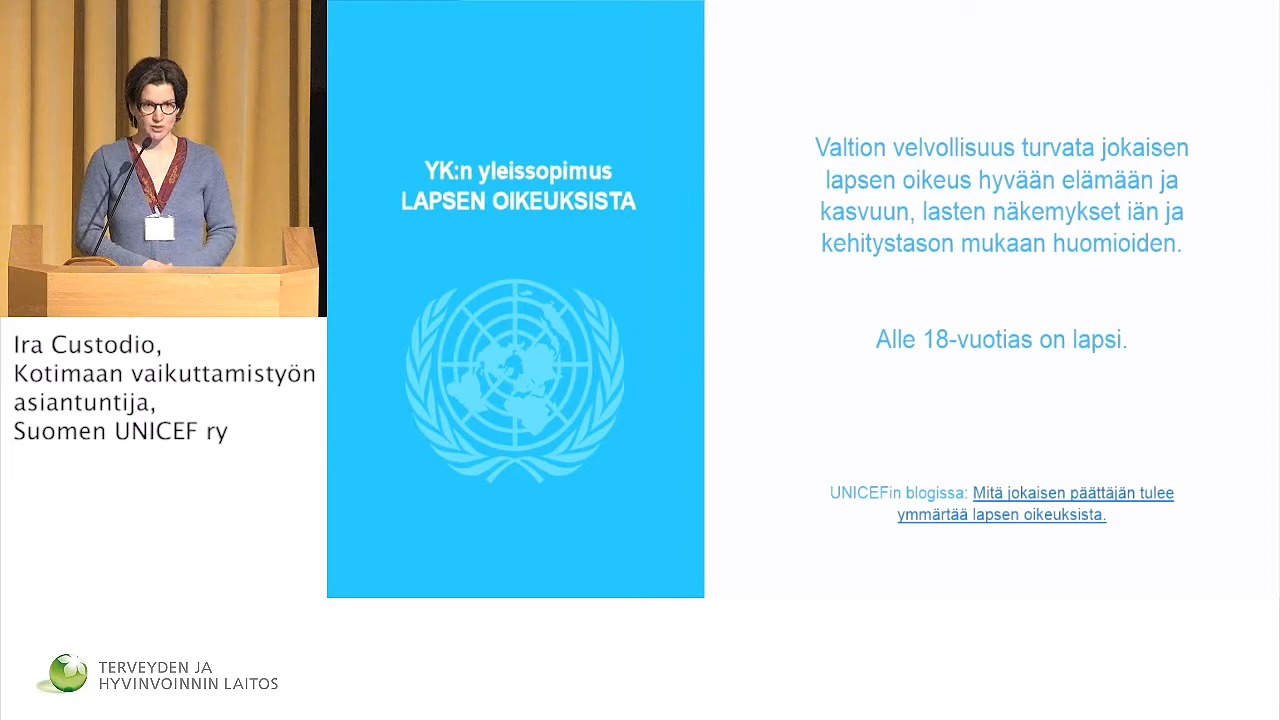 Ira Custodio,
Kotimaan vaikuttamistyön
asiantuntija,
Suomen UNICEF ry
YK:n yleissopimus
LAPSEN OIKEUKSISTA
Valtion velvollisuus turvata jokaisen
lapsen oikeus hyvään elämään ja
kasvuun, lasten näkemykset iän ja
kehitystason mukaan huomioiden.
Alle 18-vuotias on lapsi.
UNICEFin blogissa: Mitä jokaisen päättäjän tulee
ymmärtää lapsen oikeuksista.
TERVEYDEN JA
HYVINVOINNIN LAITOS